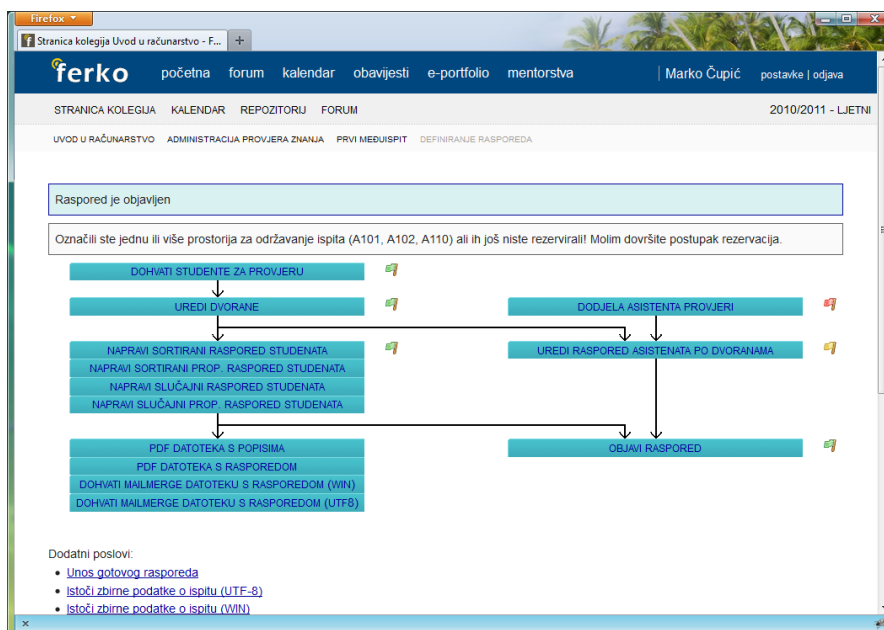 Firefox
Stranica kolegija Uvod u računarstvo - F...
ferko početna forum kalendar obavijesti e-portfolio mentorstva | Marko Čupić postavke | odjava
STRANICA KOLEGIJA KALENDAR REPOZITORIJ FORUM 2010/2011 - LJETNI
UVOD U RAČUNARSTVO ADMINISTRACIJA PROVJERA ZNANJA PRVI MEĐUISPIT DEFINIRANJE RASPOREDA
Raspored je objavljen
Označili ste jednu ili više prostorija za održavanje ispita (A101, A102, A110) ali ih još niste rezervirali! Molim dovršite postupak rezervacija.
DOHVATI STUDENTE ZA PROVJERU
UREDI DVORANE DODJELA ASISTENTA PROVJERI
NAPRAVI SORTIRANI RASPORED STUDENATA UREDI RASPORED ASISTENATA PO DVORANAMA
NAPRAVI SORTIRANI PROP. RASPORED STUDENATA
NAPRAVI SLUČAJNI RASPORED STUDENATA
NAPRAVI SLUČAJNI PROP. RASPORED STUDENATA
PDF DATOTEKA S POPISIMA OBJAVI RASPORED
PDF DATOTEKA S RASPOREDOM
DOHVATI MAILMERGE DATOTEKU S RASPOREDOM (WIN)
DOHVATI MAILMERGE DATOTEKU S RASPOREDOM (UTF8)
Dodatni poslovi:
• Unos gotovog rasporeda
• Istoči zbirne podatke o ispitu (UTF-8)
• Istoči zbirne podatke o ispitu (WIN)